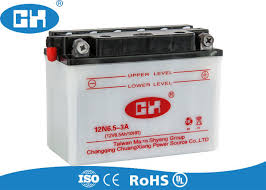 CH
UPPER LEVEL
LOWER LEVEL
CH
12N6.5-3A
(12V6.5Ah/10HR)
Taiwan Ma Shyang Group
Chongqing ChuangXiang Power Source Co.,LTD
ISO
CE
RoHS
UL